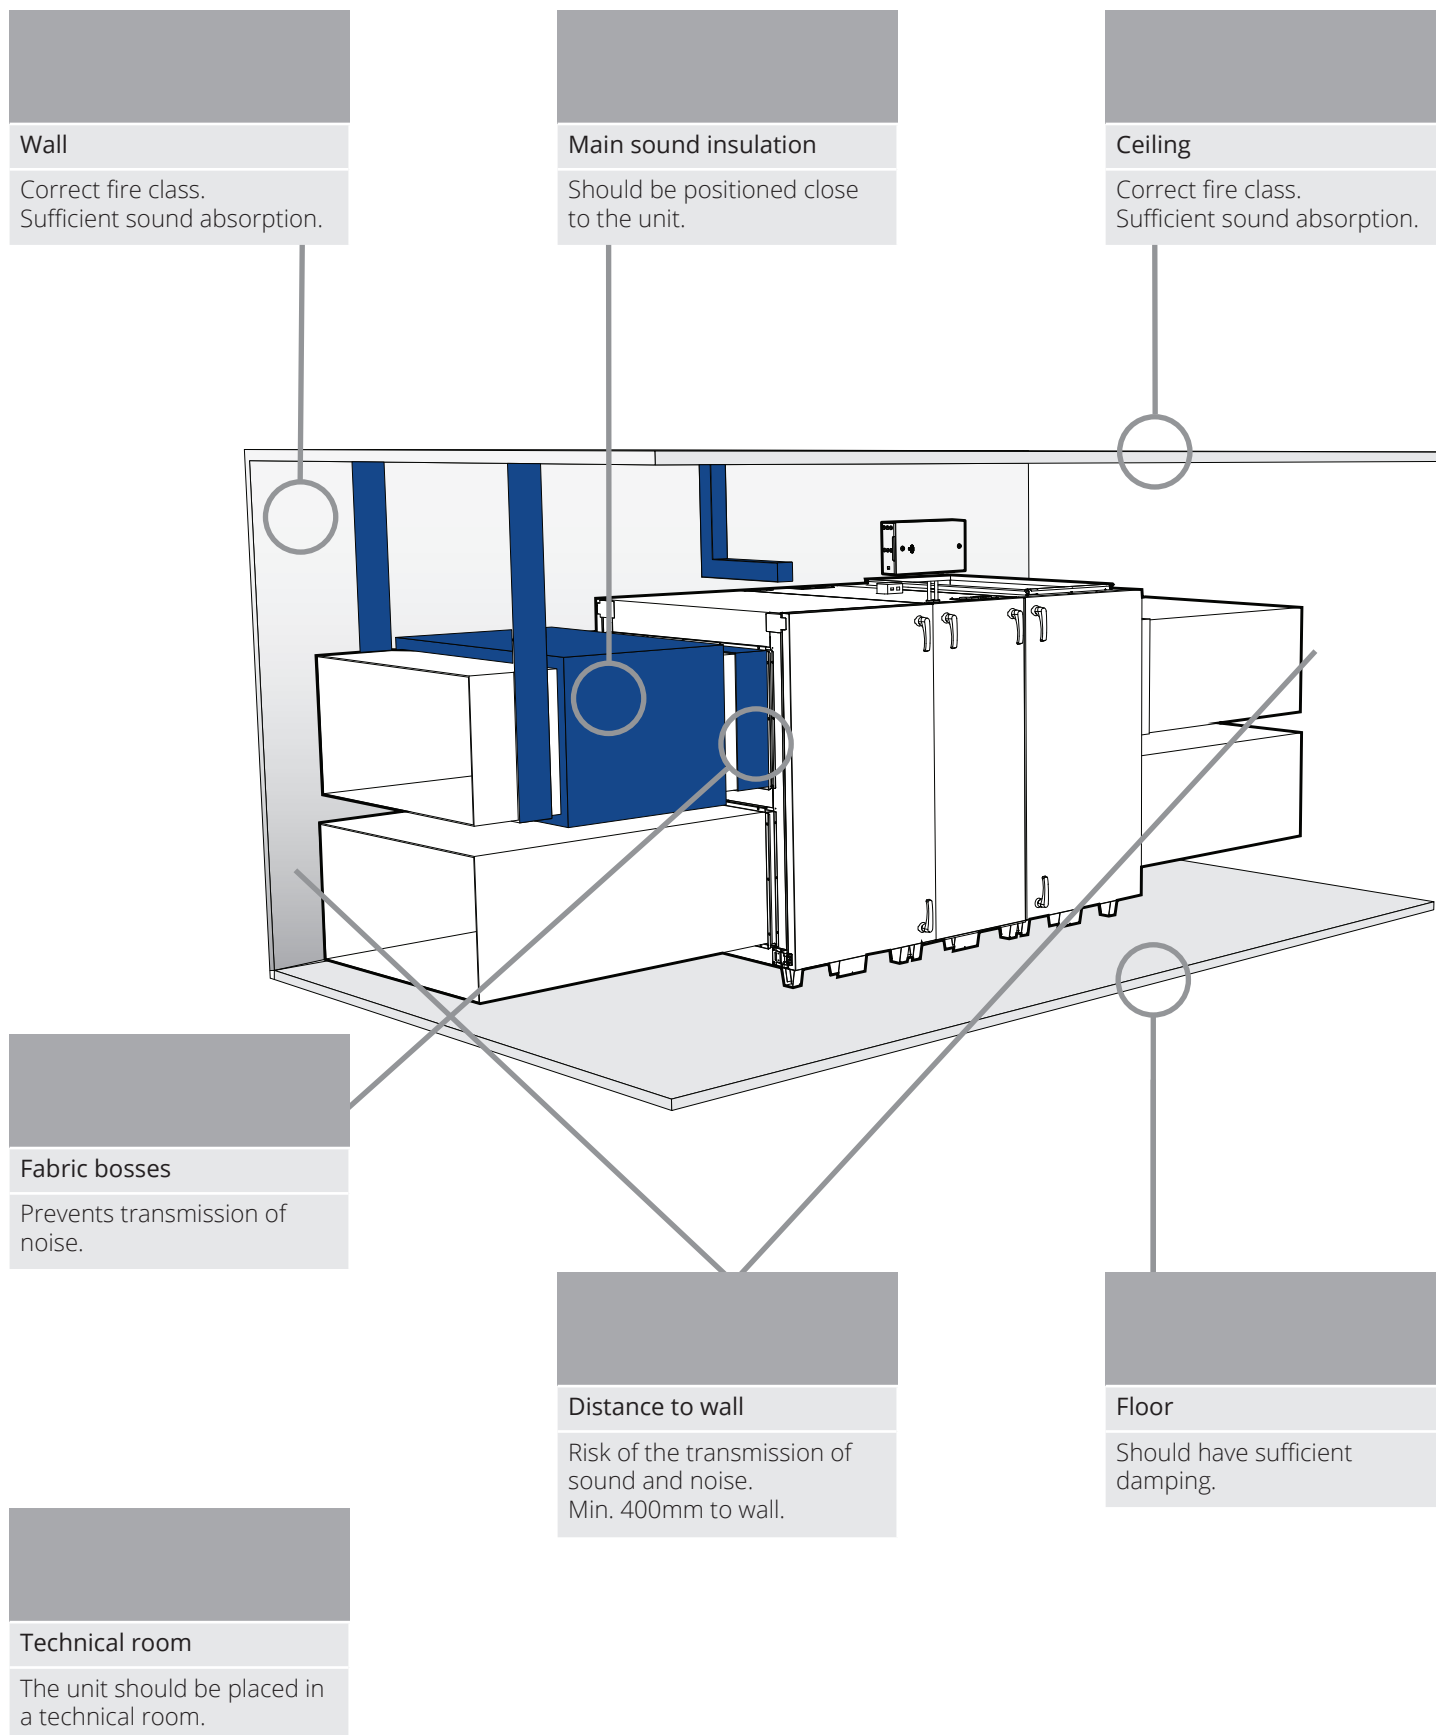 Wall
Correct fire class.
Sufficient sound absorption.
Main sound insulation
Should be positioned close
to the unit.
Ceiling
Correct fire class.
Sufficient sound absorption.
Fabric bosses
Prevents transmission of
noise.
Distance to wall
Risk of the transmission of
sound and noise.
Min. 400mm to wall.
Floor
Should have sufficient
damping.
Technical room
The unit should be placed in
a technical room.